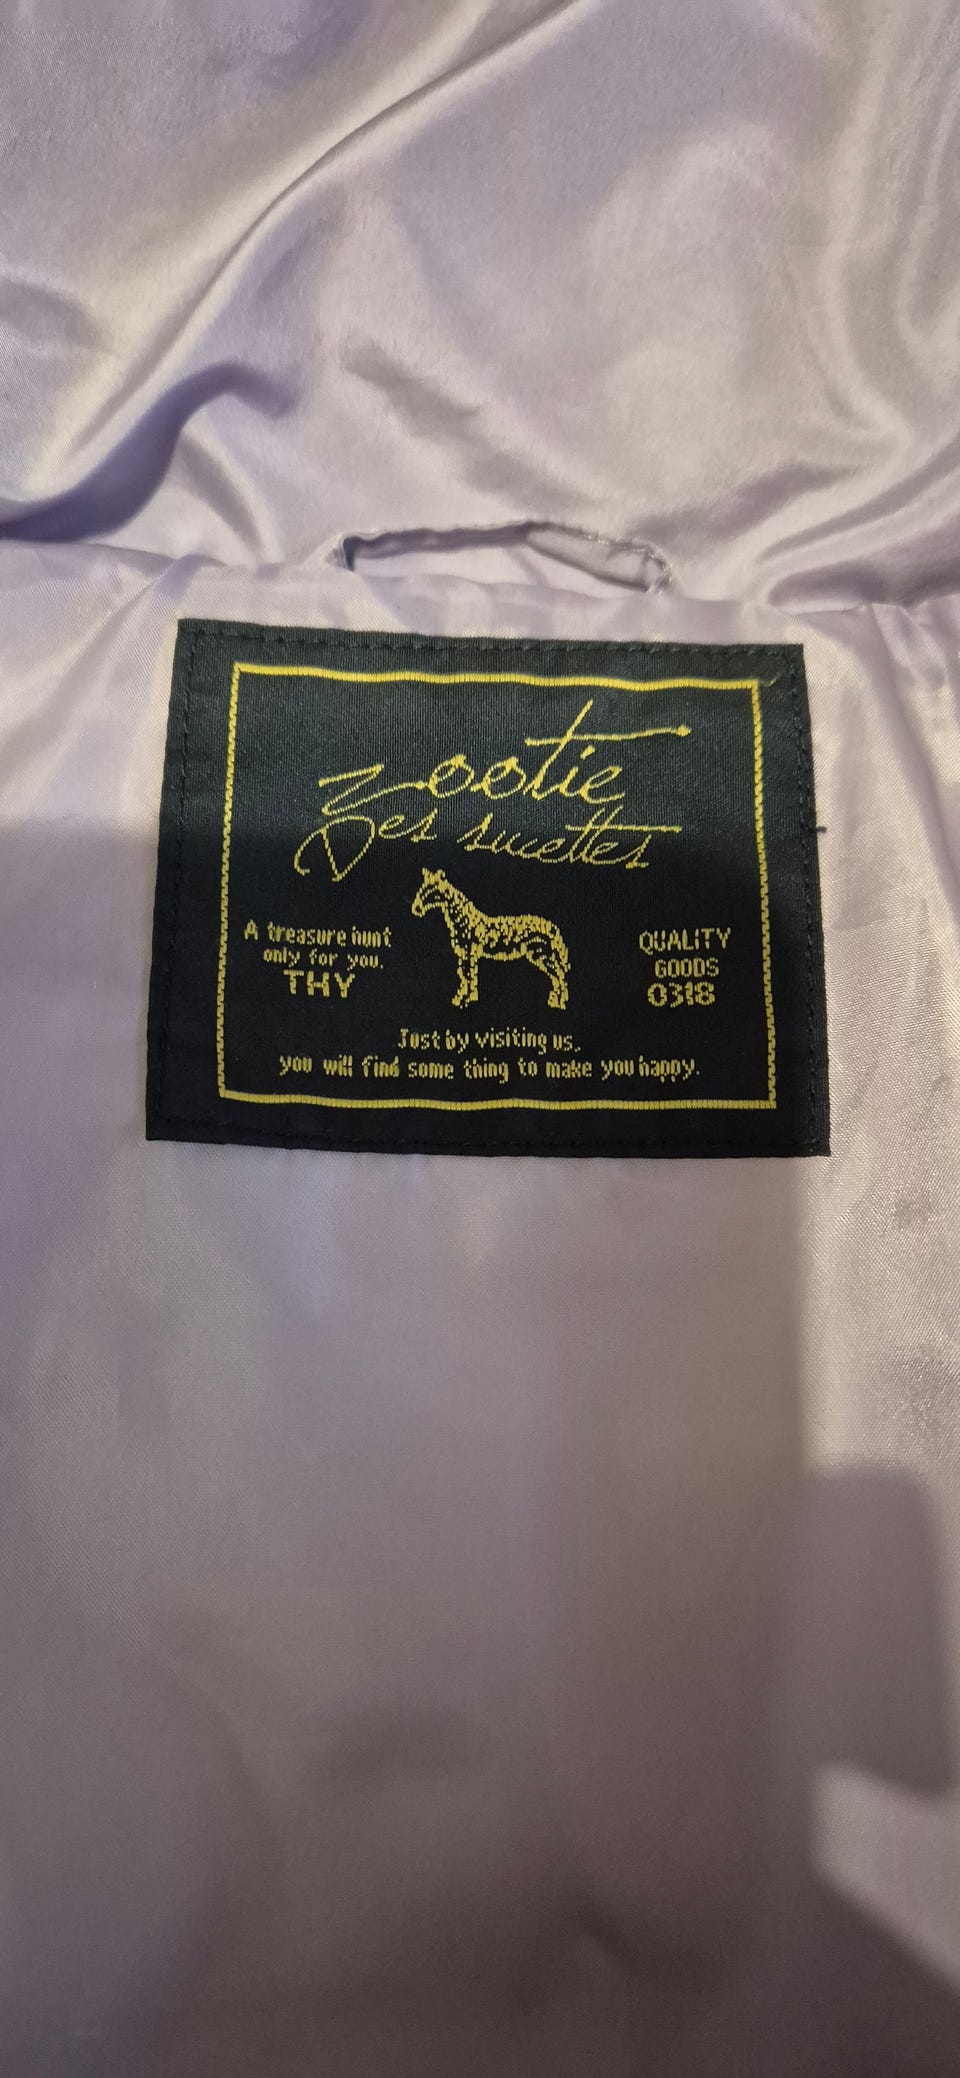 zootie
Des sucettes
A treasure hunt
only for you.
THY
QUALITY
GOODS
0318
Just by visiting us,
you will find some thing to make you happy.